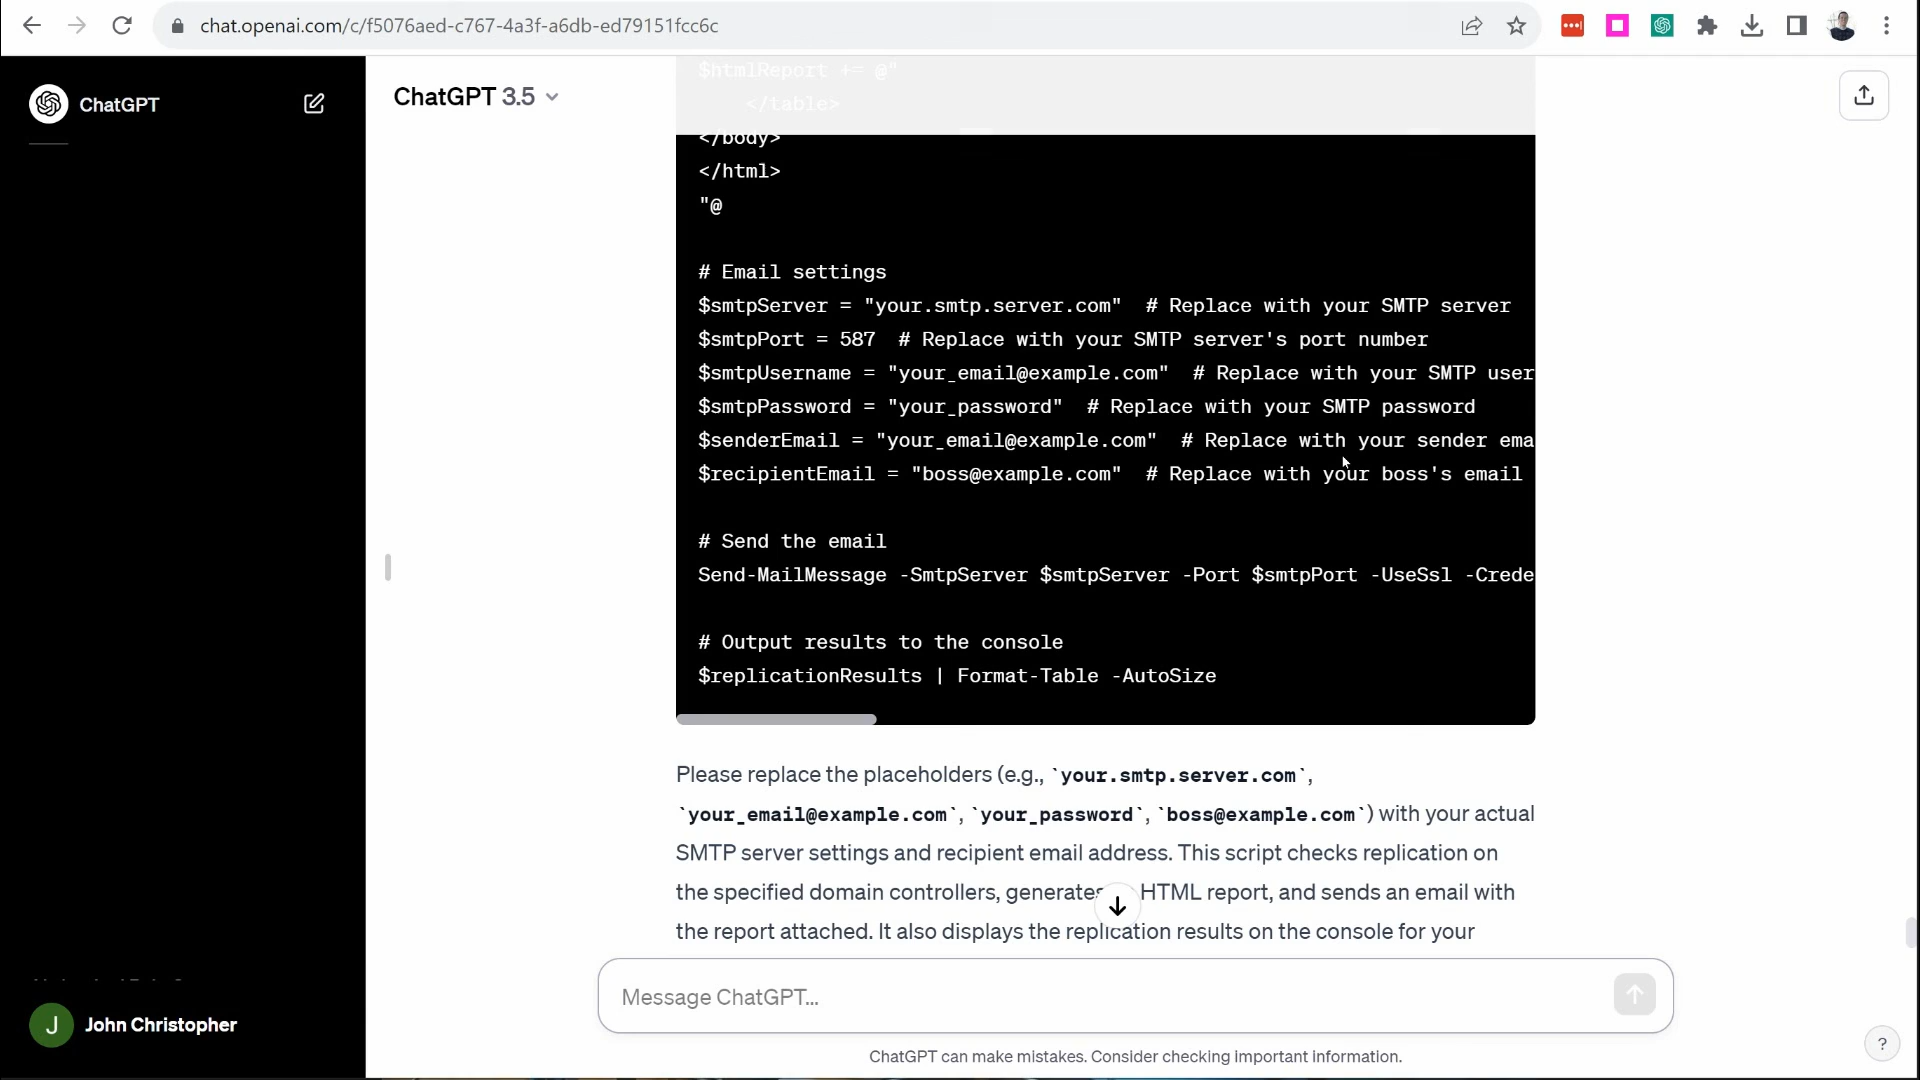 chat.openai.com/c/f5076aed-c767-4a3f-a6db-ed79151fcc6c
ChatGPT
ChatGPT 3.5
$htmlReport += @"
</table>
</body>
</html>
"@
# Email settings
$smtpServer = "your.smtp.server.com"  # Replace with your SMTP server
$smtpPort = 587  # Replace with your SMTP server's port number
$smtpUsername = "your_email@example.com"  # Replace with your SMTP user
$smtpPassword = "your_password"  # Replace with your SMTP password
$senderEmail = "your_email@example.com"  # Replace with your sender ema
$recipientEmail = "boss@example.com"  # Replace with your boss's email
# Send the email
Send-MailMessage -SmtpServer $smtpServer -Port $smtpPort -UseSsl -Crede
# Output results to the console
$replicationResults | Format-Table -AutoSize
Please replace the placeholders (e.g., `your.smtp.server.com`,
`your_email@example.com`, `your_password`, `boss@example.com`) with your actual
SMTP server settings and recipient email address. This script checks replication on
the specified domain controllers, generates HTML report, and sends an email with
the report attached. It also displays the replication results on the console for your
Message ChatGPT...
J
John Christopher
ChatGPT can make mistakes. Consider checking important information.
?